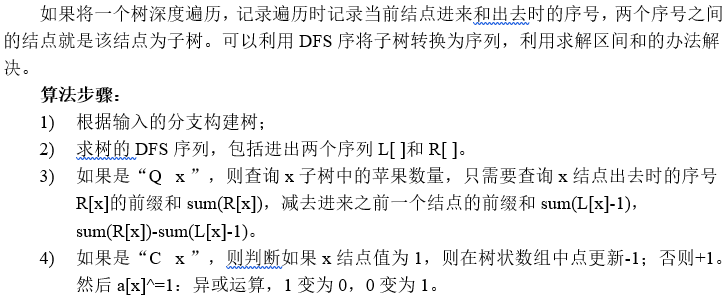 如果将一个树深度遍历，记录遍历时记录当前结点进来和出去时的序号，两个序号之间
的结点就是该结点为子树。可以利用 DFS 序将子树转换为序列，利用求解区间和的办法解
决。
算法步骤：
1) 根据输入的分支构建树；
2) 求树的 DFS 序列，包括进出两个序列 L[ ]和 R[ ]。
3) 如果是“Q x ”，则查询 x 子树中的苹果数量，只需要查询 x 结点出去时的序号
R[x]的前缀和 sum(R[x])，减去进来之前一个结点的前缀和 sum(L[x]-1)，
sum(R[x])-sum(L[x]-1)。
4) 如果是“C x ”，则判断如果 x 结点值为 1，则在树状数组中点更新-1；否则+1。
然后 a[x]^=1：异或运算，1 变为 0，0 变为 1。